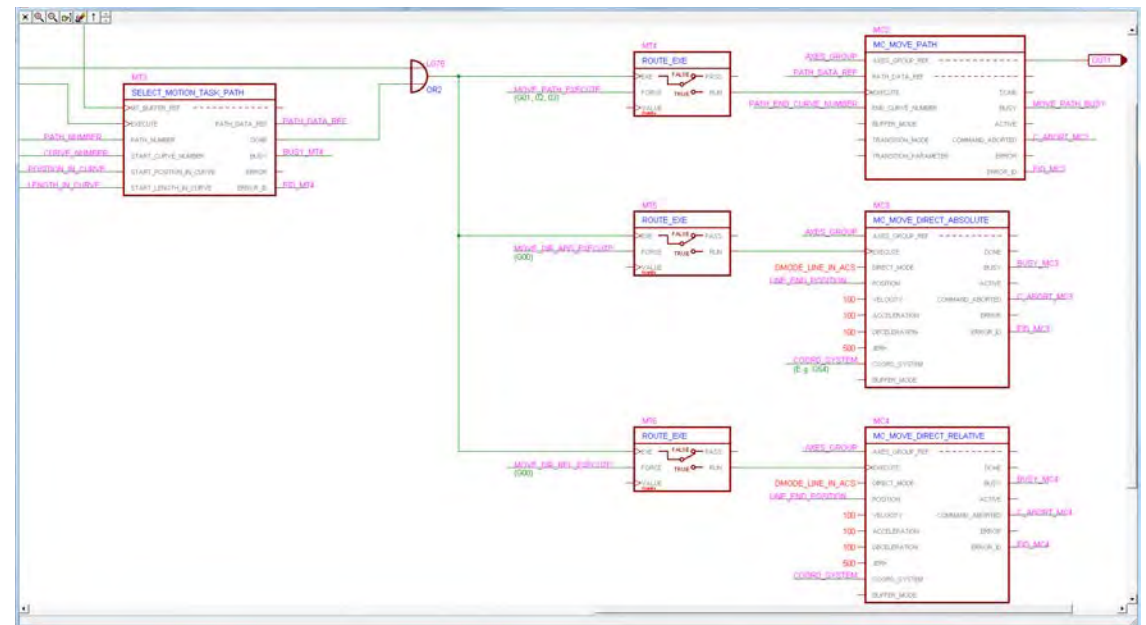 MT3
SELECT_MOTION_TASK_PATH
MT_BUFFER_REF
EXECUTE PATH_DATA_REF PATH_DATA_REF
PATH_NUMBER PATH_NUMBER DONE
CURVE_NUMBER START_CURVE_NUMBER BUSY BUSY_MT4
POSITION_IN_CURVE START_POSITION_IN_CURVE ERROR
LENGTH_IN_CURVE START_LENGTH_IN_CURVE ERROR_ID EID_MT4
OR2
MT4
ROUTE_EXE
EXE FALSE PASS
MOVE_PATH_EXECUTE FORCE TRUE RUN
(G01, 02, 03)
VALUE
MC2
MC_MOVE_PATH
AXES_GROUP AXES_GROUP_REF OUT1
PATH_DATA_REF PATH_DATA_REF
EXECUTE DONE
PATH_END_CURVE_NUMBER END_CURVE_NUMBER BUSY MOVE_PATH_BUSY
BUFFER_MODE ACTIVE
TRANSITION_MODE COMMAND_ABORTED C_ABORT_MC2
TRANSITION_PARAMETER ERROR
ERROR_ID EID_MC2
MT5
ROUTE_EXE
EXE FALSE PASS
MOVE_DIR_ABS_EXECUTE FORCE TRUE RUN
(G00)
VALUE
MC3
MC_MOVE_DIRECT_ABSOLUTE
AXES_GROUP AXES_GROUP_REF
EXECUTE DONE
DMODE_LINE_IN_ACS DIRECT_MODE BUSY BUSY_MC3
LINE_END_POSITION POSITION ACTIVE
100 VELOCITY COMMAND_ABORTED C_ABORT_MC3
100 ACCELERATION ERROR
100 DECELERATION ERROR_ID EID_MC3
500 JERK
COORD_SYSTEM COORD_SYSTEM
(E.g. G54)
BUFFER_MODE
MT6
ROUTE_EXE
EXE FALSE PASS
MOVE_DIR_REL_EXECUTE FORCE TRUE RUN
(G00)
VALUE
MC4
MC_MOVE_DIRECT_RELATIVE
AXES_GROUP AXES_GROUP_REF
EXECUTE DONE
DMODE_LINE_IN_ACS DIRECT_MODE BUSY BUSY_MC4
LINE_END_POSITION POSITION ACTIVE
100 VELOCITY COMMAND_ABORTED C_ABORT_MC4
100 ACCELERATION ERROR
100 DECELERATION ERROR_ID EID_MC4
500 JERK
COORD_SYSTEM COORD_SYSTEM
BUFFER_MODE